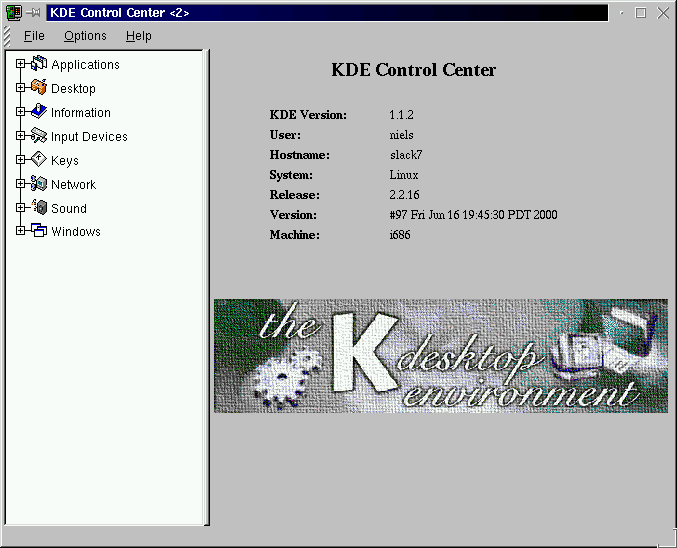 KDE Control Center <2>
File Options Help
Applications
Desktop
Information
Input Devices
Keys
Network
Sound
Windows
KDE Control Center
KDE Version: 1.1.2
User: niels
Hostname: slack7
System: Linux
Release: 2.2.16
Version: #97 Fri Jun 16 19:45:30 PDT 2000
Machine: i686
the K desktop
environment